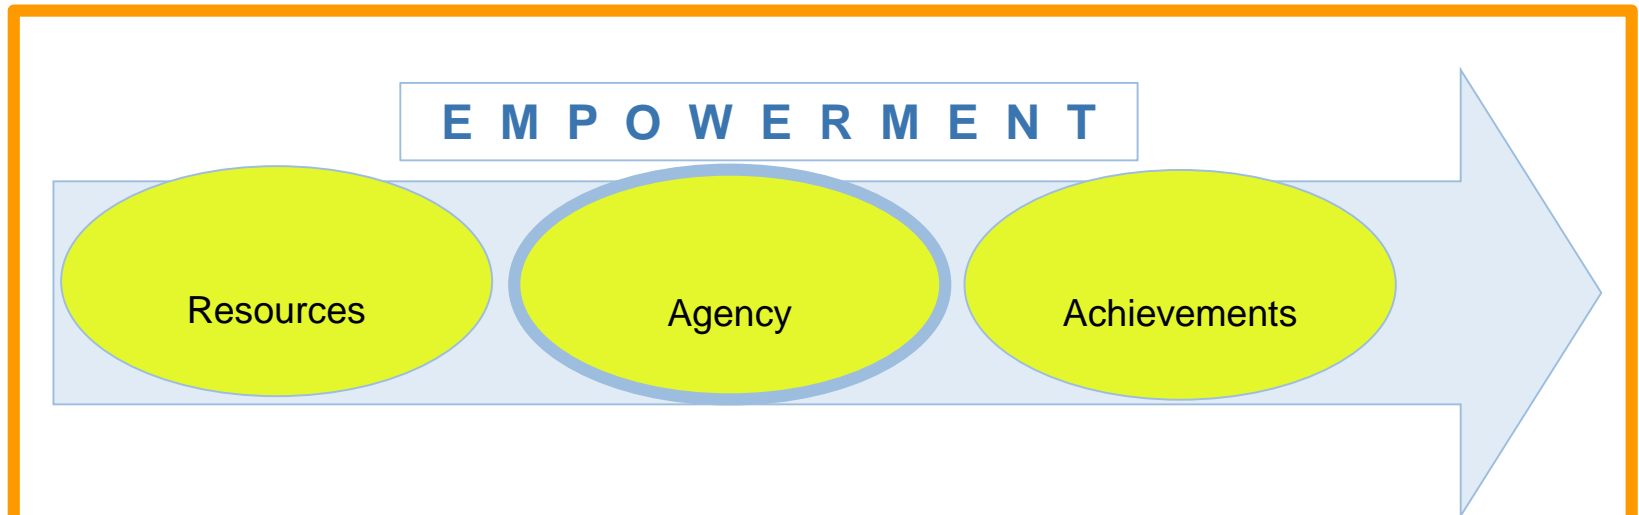 E M P O W E R M E N T
Resources
Agency
Achievements